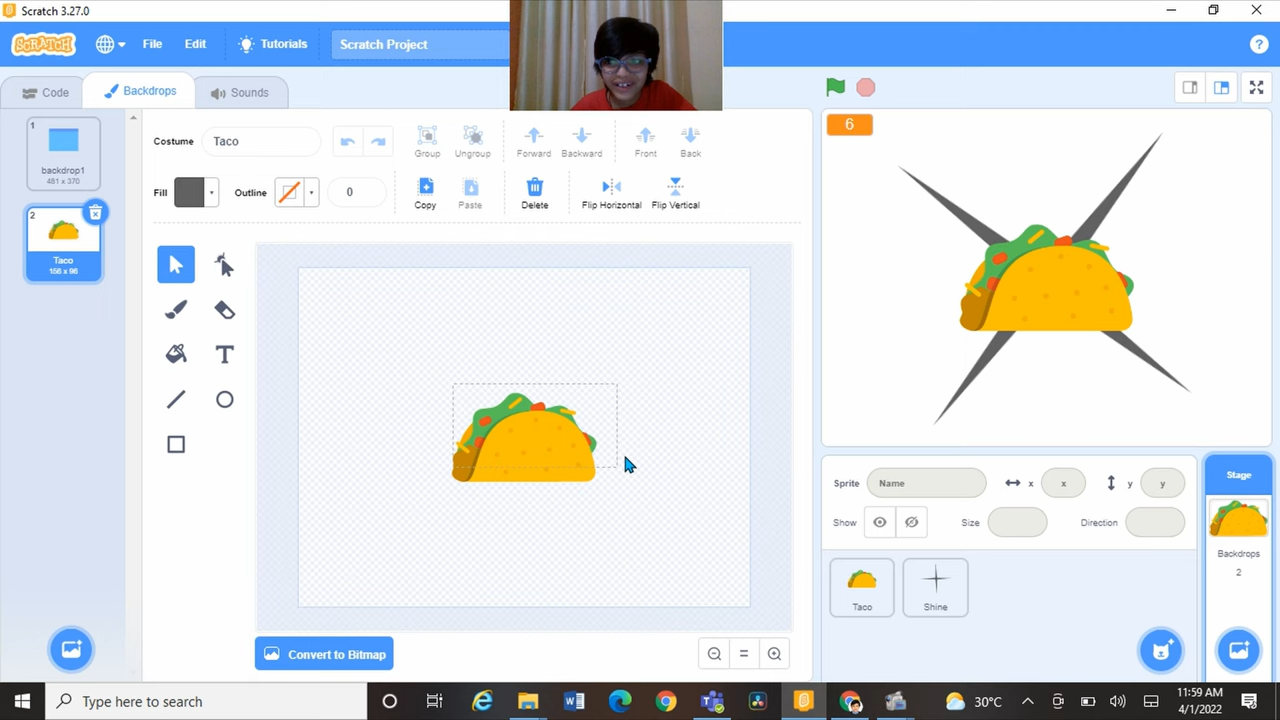 Scratch 3.27.0
SCRATCH
File
Edit
Tutorials
Scratch Project
Code
Backdrops
Sounds
1
backdrop1
481 x 370
2
Taco
156 x 96
Costume
Taco
Group
Ungroup
Forward
Backward
Front
Back
Fill
Outline
0
Copy
Paste
Delete
Flip Horizontal
Flip Vertical
T
Convert to Bitmap
6
Sprite
Name
x
x
y
y
Show
Size
Direction
Taco
Shine
Stage
Backdrops
2
Type here to search
30°C
11:59 AM
4/1/2022